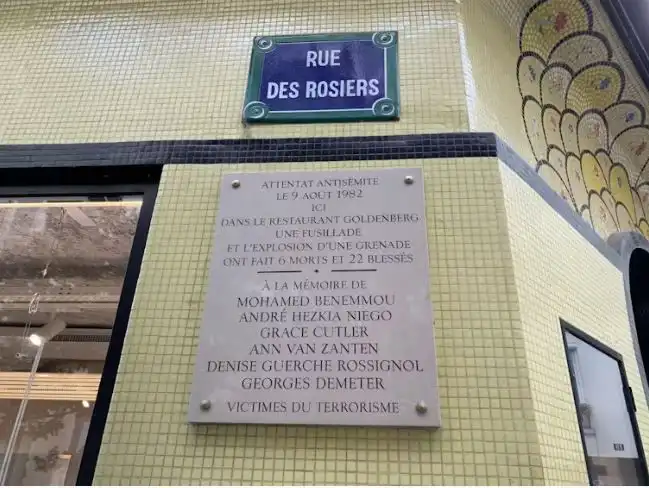 RUE
DES ROSIERS
ATTENTAT ANTISÉMITE
LE 9 AOÛT 1982
ICI
DANS LE RESTAURANT GOLDENBERG
UNE FUSILLADE
ET L'EXPLOSION D'UNE GRENADE
ONT FAIT 6 MORTS ET 22 BLESSÉS
À LA MÉMOIRE DE
MOHAMED BENEMMOU
ANDRÉ HEZKIA NIEGO
GRACE CUTLER
ANN VAN ZANTEN
DENISE GUERCHE ROSSIGNOL
GEORGES DEMETER
VICTIMES DU TERRORISME